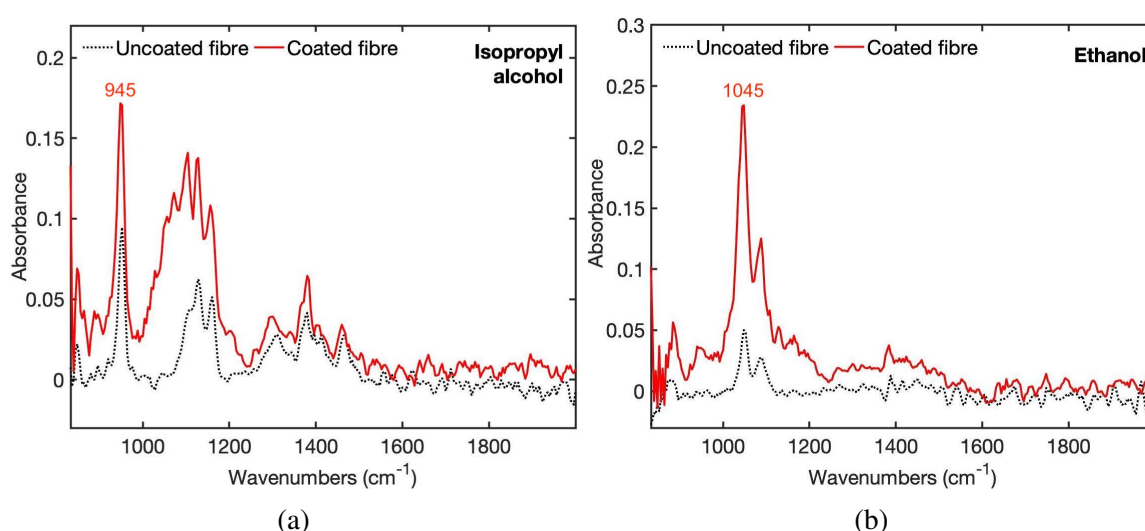 Uncoated fibre Coated fibre
Isopropyl
alcohol
945
0.2
0.15
0.1
0.05
0
Absorbance
1000 1200 1400 1600 1800
Wavenumbers (cm⁻¹)
(a)
Uncoated fibre Coated fibre
Ethanol
1045
0.3
0.25
0.2
0.15
0.1
0.05
0
Absorbance
1000 1200 1400 1600 1800
Wavenumbers (cm⁻¹)
(b)